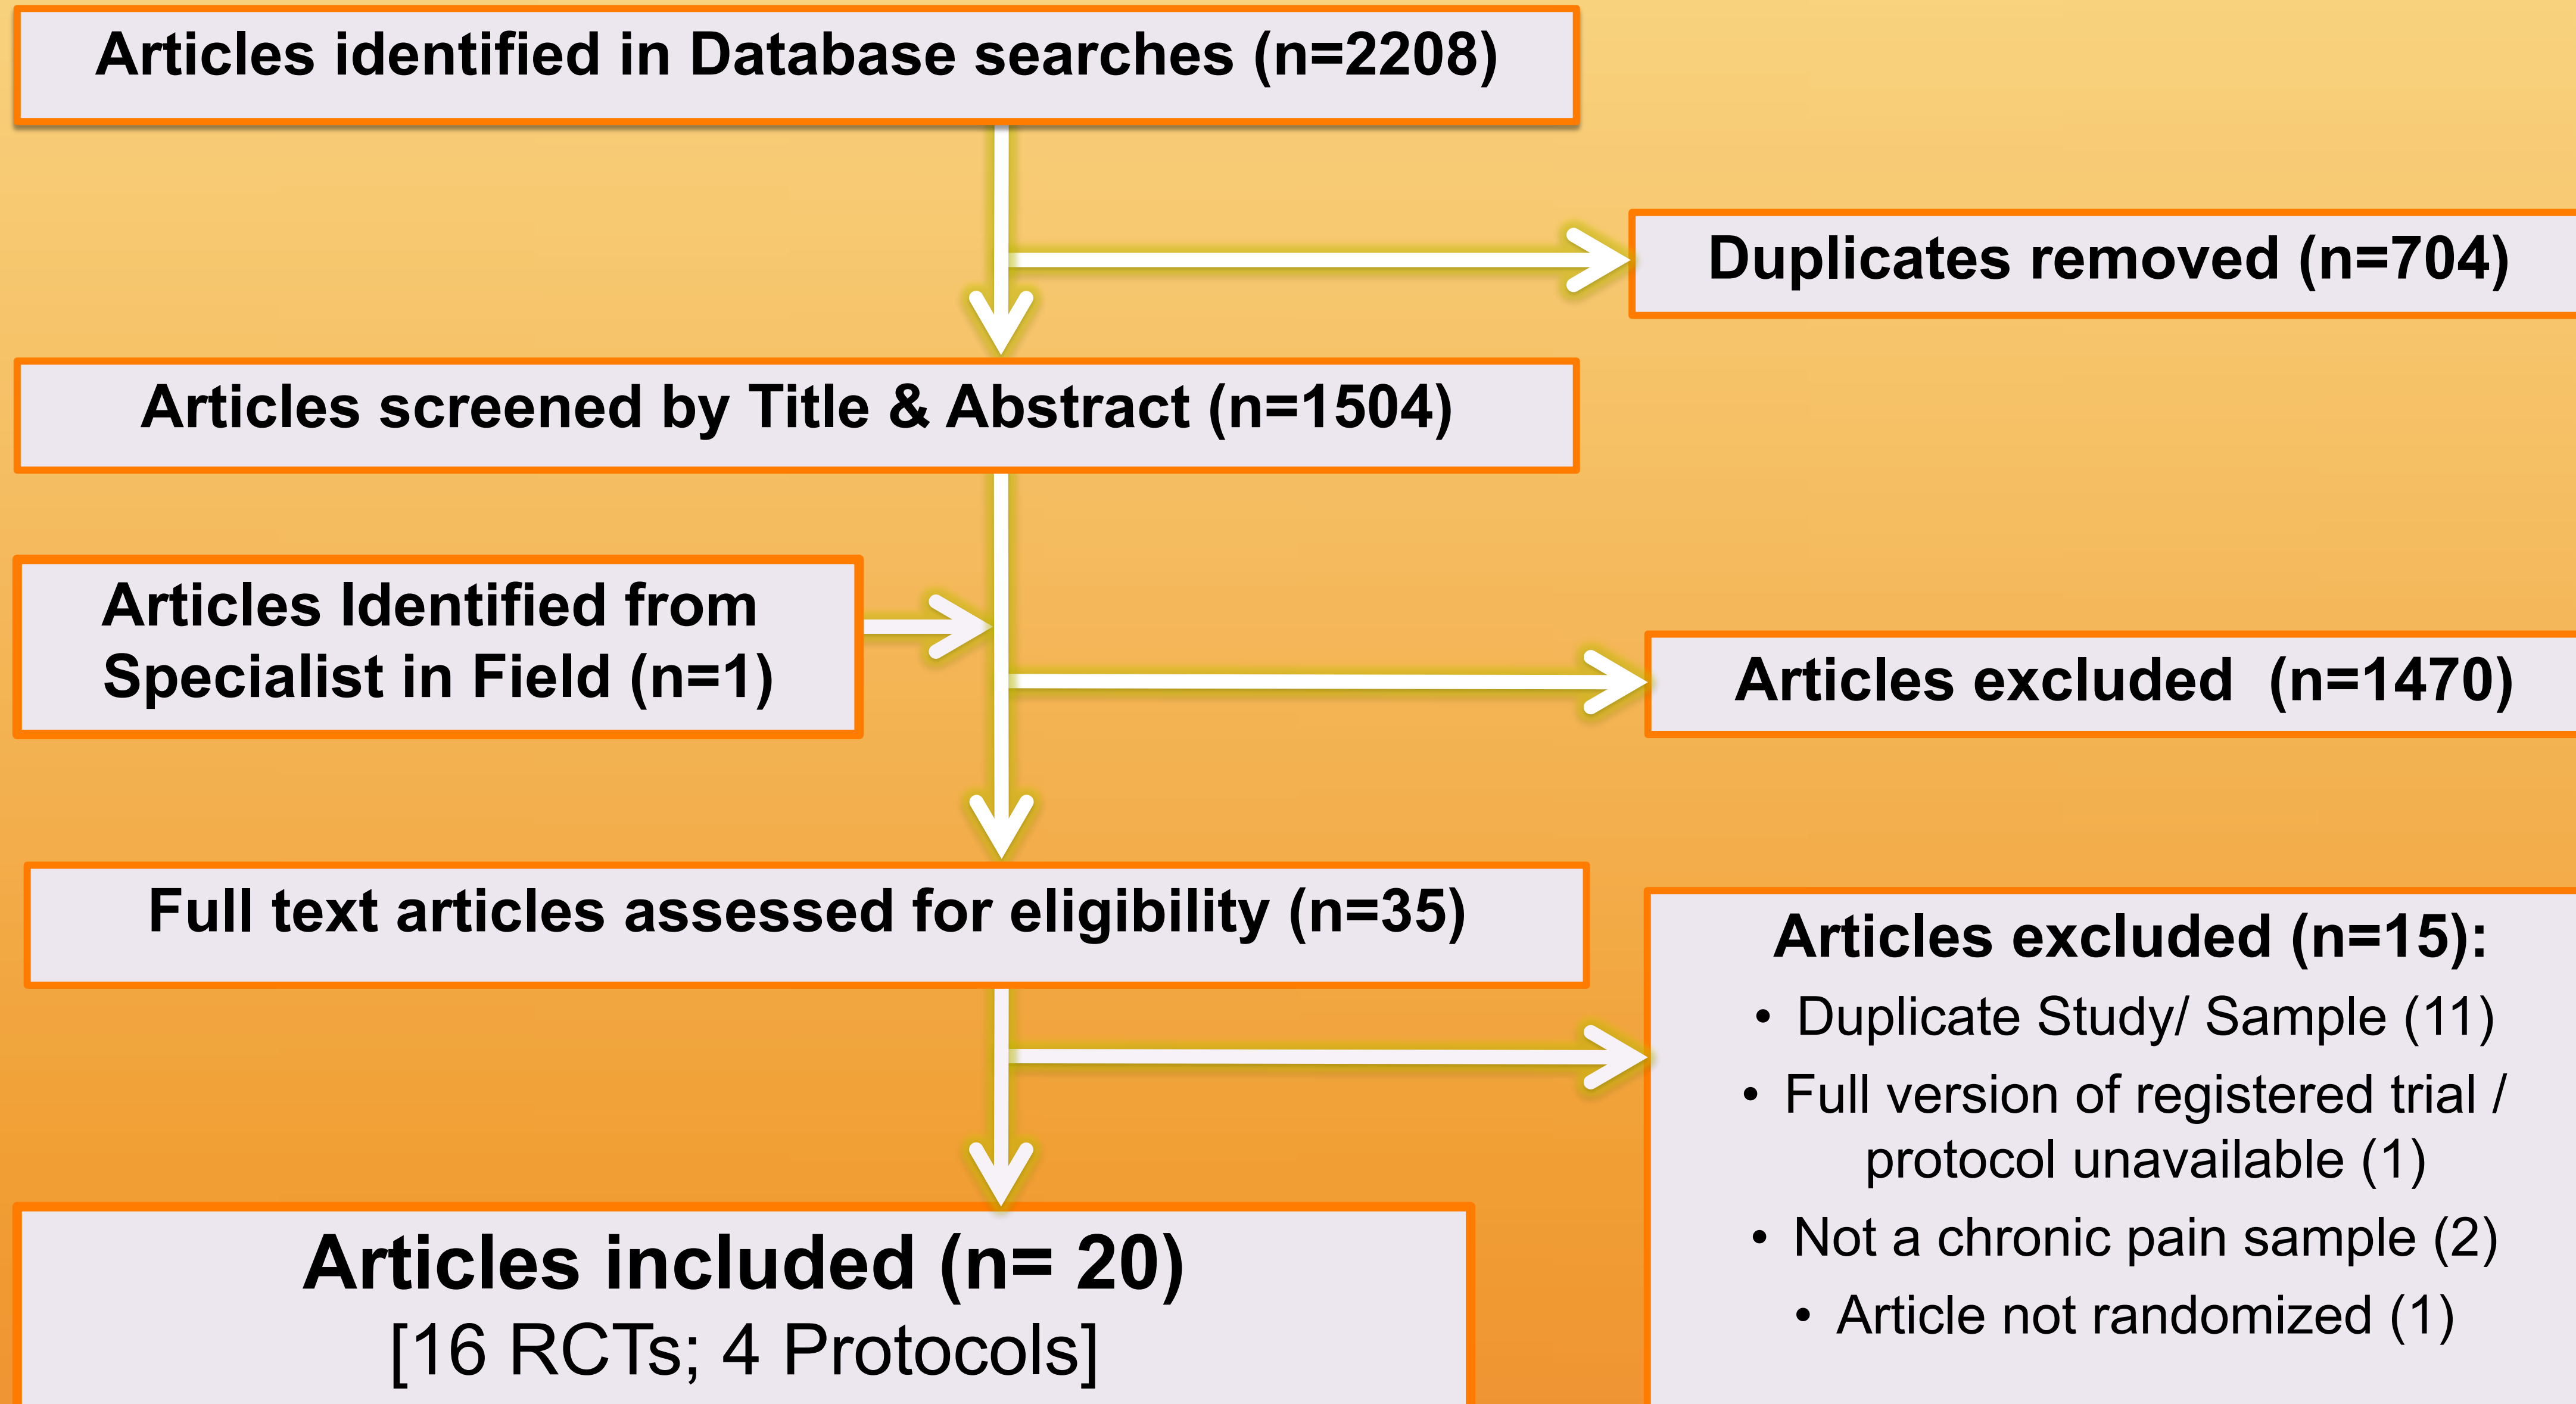 Articles identified in Database searches (n=2208)
Duplicates removed (n=704)
Articles screened by Title & Abstract (n=1504)
Articles Identified from
Specialist in Field (n=1)
Articles excluded  (n=1470)
Full text articles assessed for eligibility (n=35)
Articles excluded (n=15):
• Duplicate Study/ Sample (11)
• Full version of registered trial /
protocol unavailable (1)
• Not a chronic pain sample (2)
• Article not randomized (1)
Articles included (n= 20)
[16 RCTs; 4 Protocols]